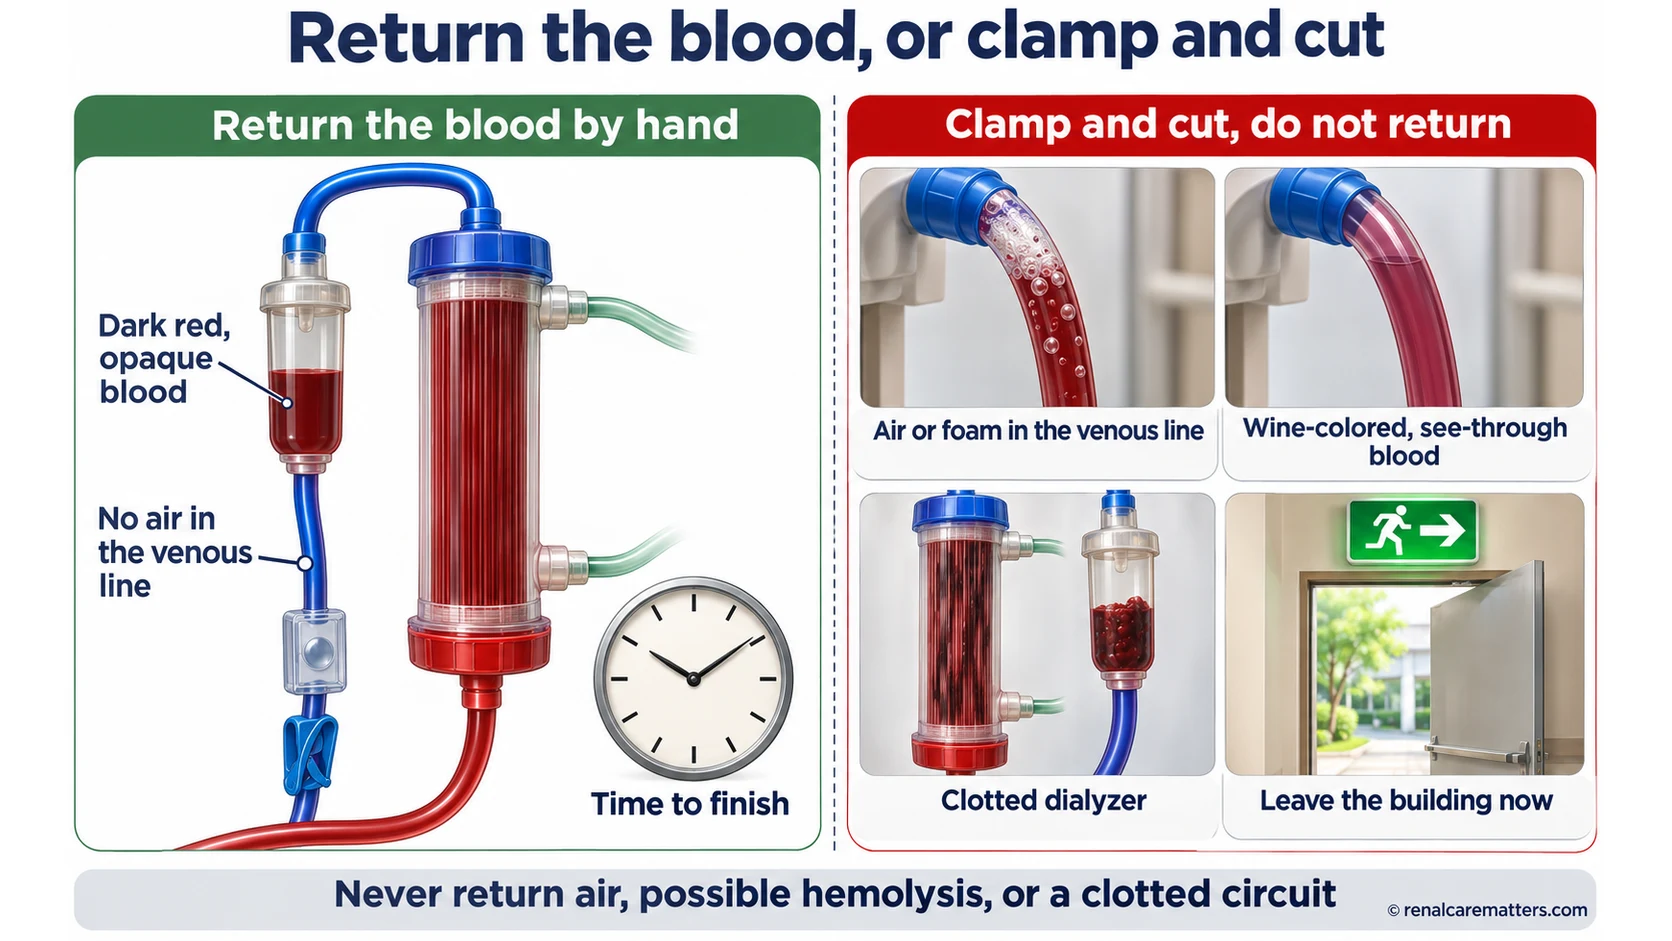 Return the blood, or clamp and cut
Return the blood by hand
Dark red,
opaque
blood
No air in
the venous
line
Time to finish
Clamp and cut, do not return
Air or foam in the venous line
Wine-colored, see-through
blood
Clotted dialyzer
Leave the building now
Never return air, possible hemolysis, or a clotted circuit
© renalcarematters.com